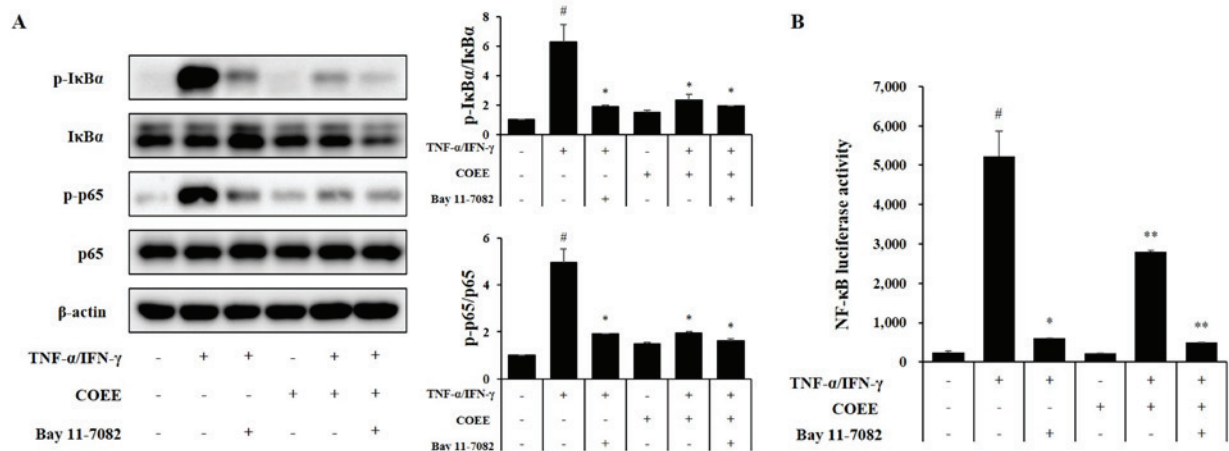 A
p-IκBα
IκBα
p-p65
p65
β-actin
TNF-α/IFN-γ - + + - + +
COEE - - - + + +
Bay 11-7082 - - + - - +
p-IκBα/IκBα
8
6
4
2
0
#
*
*
*
TNF-α/IFN-γ - + + - + +
COEE - - - + + +
Bay 11-7082 - - + - - +
p-p65/p65
6
4
2
0
#
*
*
*
TNF-α/IFN-γ - + + - + +
COEE - - - + + +
Bay 11-7082 - - + - - +
B
NF-κB luciferase activity
7,000
6,000
5,000
4,000
3,000
2,000
1,000
0
#
*
**
**
TNF-α/IFN-γ - + + - + +
COEE - - - + + +
Bay 11-7082 - - + - - +